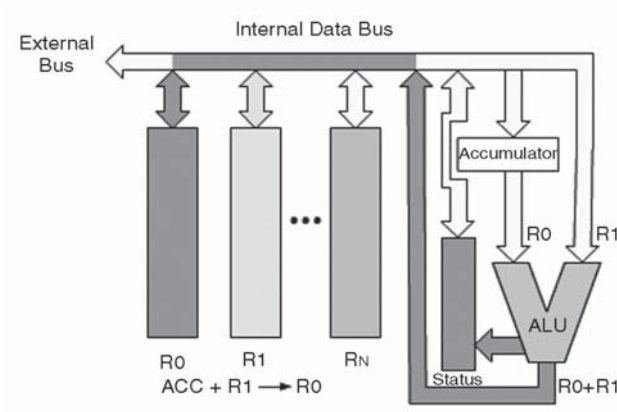 Internal Data Bus
External
Bus
Accumulator
R0
R1
ALU
R0
R1
RN
Status
R0+R1
ACC + R1 → R0